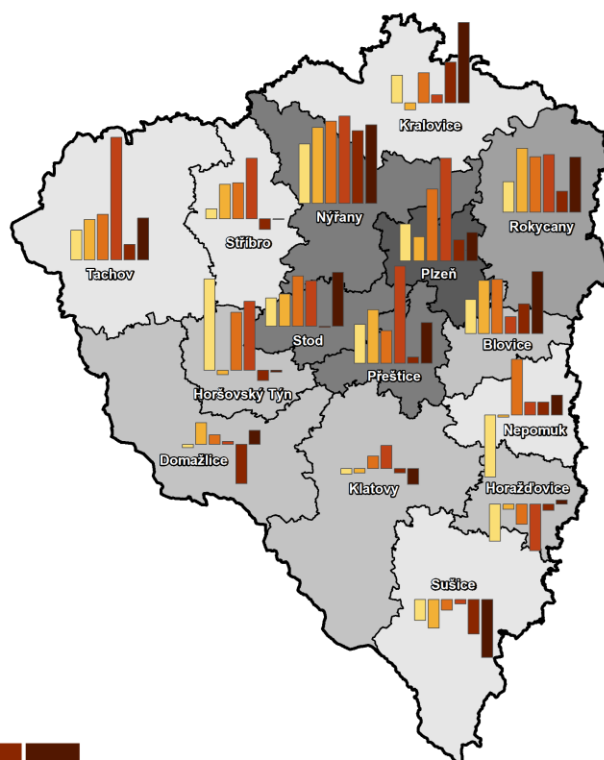 Kralovice
Nýřany
Rokycany
Stříbro
Plzeň
Tachov
Stod
Blovice
Přeštice
Horšovský Týn
Nepomuk
Domažlice
Klatovy
Horažďovice
Sušice